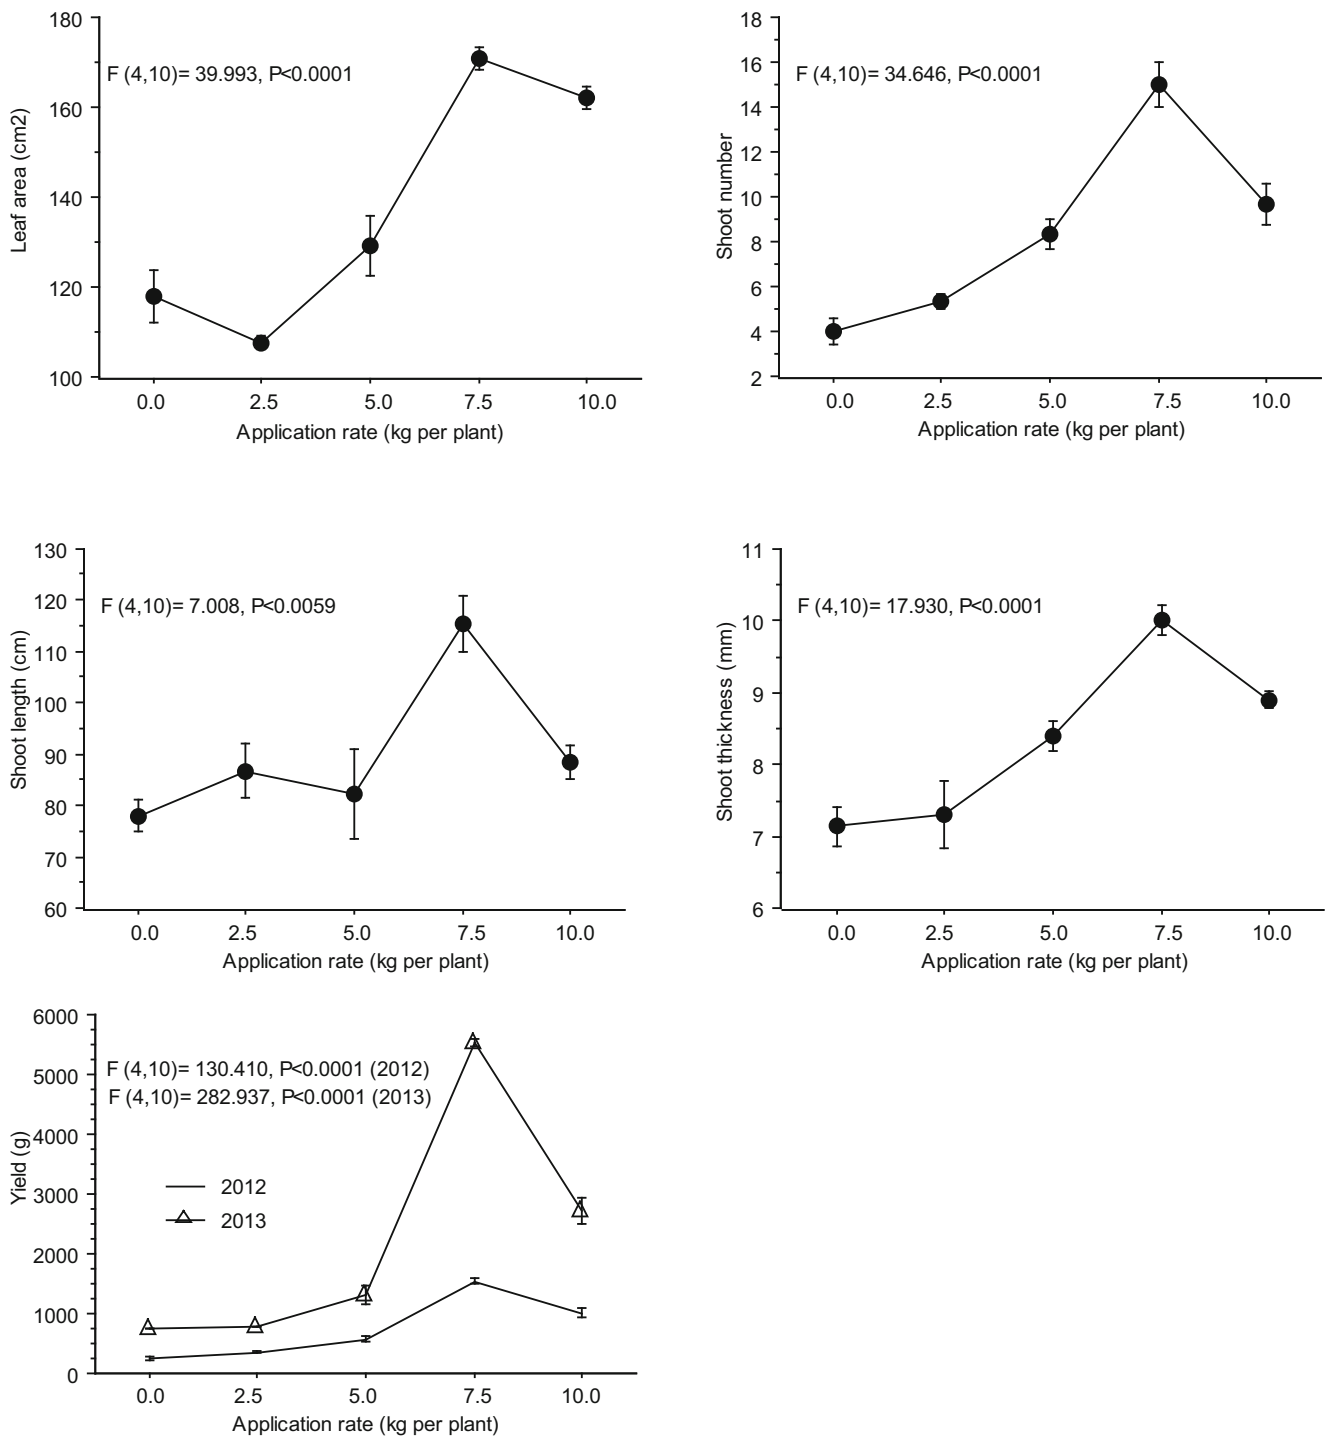 180
160
140
120
100
Leaf area (cm2)
F (4,10)= 39.993, P<0.0001
0.0 2.5 5.0 7.5 10.0
Application rate (kg per plant)
18
16
14
12
10
8
6
4
2
Shoot number
F (4,10)= 34.646, P<0.0001
0.0 2.5 5.0 7.5 10.0
Application rate (kg per plant)
130
120
110
100
90
80
70
60
Shoot length (cm)
F (4,10)= 7.008, P<0.0059
0.0 2.5 5.0 7.5 10.0
Application rate (kg per plant)
11
10
9
8
7
6
Shoot thickness (mm)
F (4,10)= 17.930, P<0.0001
0.0 2.5 5.0 7.5 10.0
Application rate (kg per plant)
6000
5000
4000
3000
2000
1000
0
Yield (g)
F (4,10)= 130.410, P<0.0001 (2012)
F (4,10)= 282.937, P<0.0001 (2013)
2012
2013
0.0 2.5 5.0 7.5 10.0
Application rate (kg per plant)